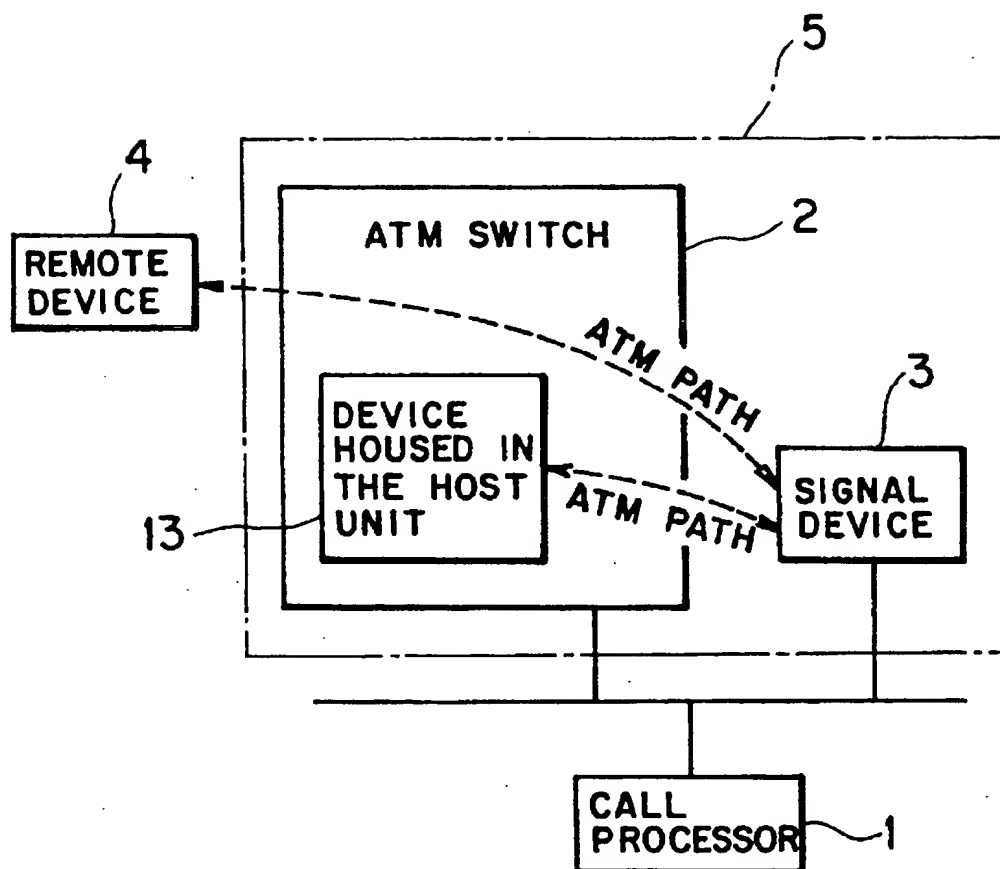 5
4
REMOTE
DEVICE
ATM SWITCH
2
ATM PATH
3
DEVICE
HOUSED IN
THE HOST
UNIT
13
ATM PATH
SIGNAL
DEVICE
CALL
PROCESSOR
1